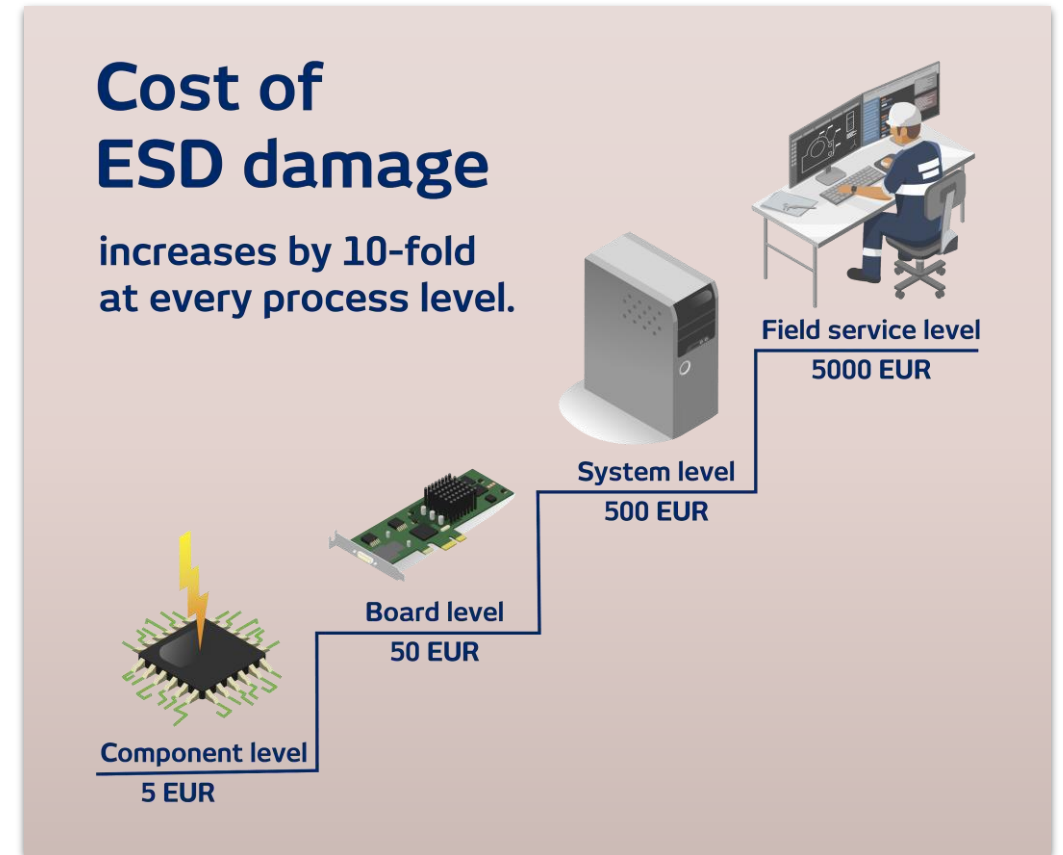 Cost of
ESD damage
increases by 10-fold
at every process level.
Field service level
5000 EUR
System level
500 EUR
Board level
50 EUR
Component level
5 EUR